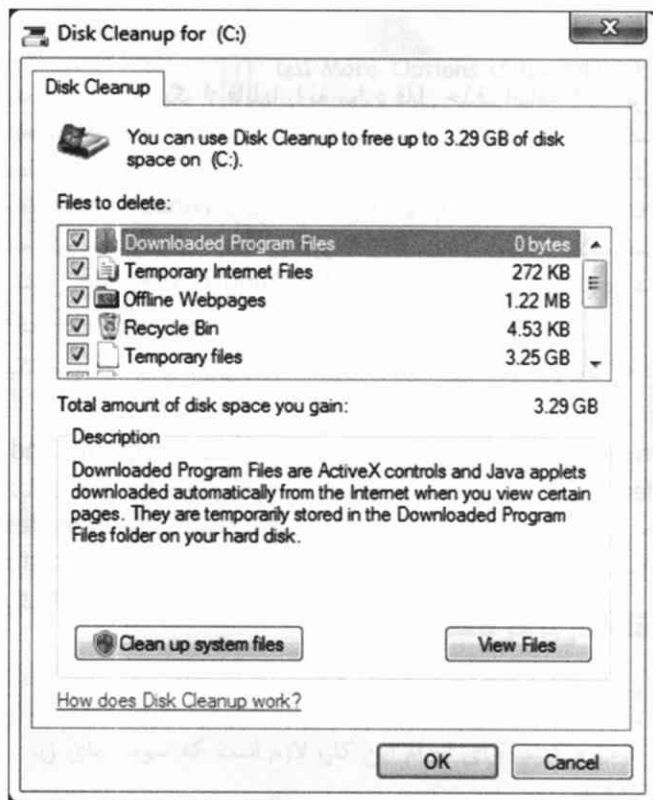 Disk Cleanup for (C:)
Disk Cleanup
You can use Disk Cleanup to free up to 3.29 GB of disk
space on (C:).
Files to delete:
Downloaded Program Files 0 bytes
Temporary Internet Files 272 KB
Offline Webpages 1.22 MB
Recycle Bin 4.53 KB
Temporary files 3.25 GB
Total amount of disk space you gain: 3.29 GB
Description
Downloaded Program Files are ActiveX controls and Java applets
downloaded automatically from the Internet when you view certain
pages. They are temporarily stored in the Downloaded Program
Files folder on your hard disk.
Clean up system files View Files
How does Disk Cleanup work?
OK Cancel